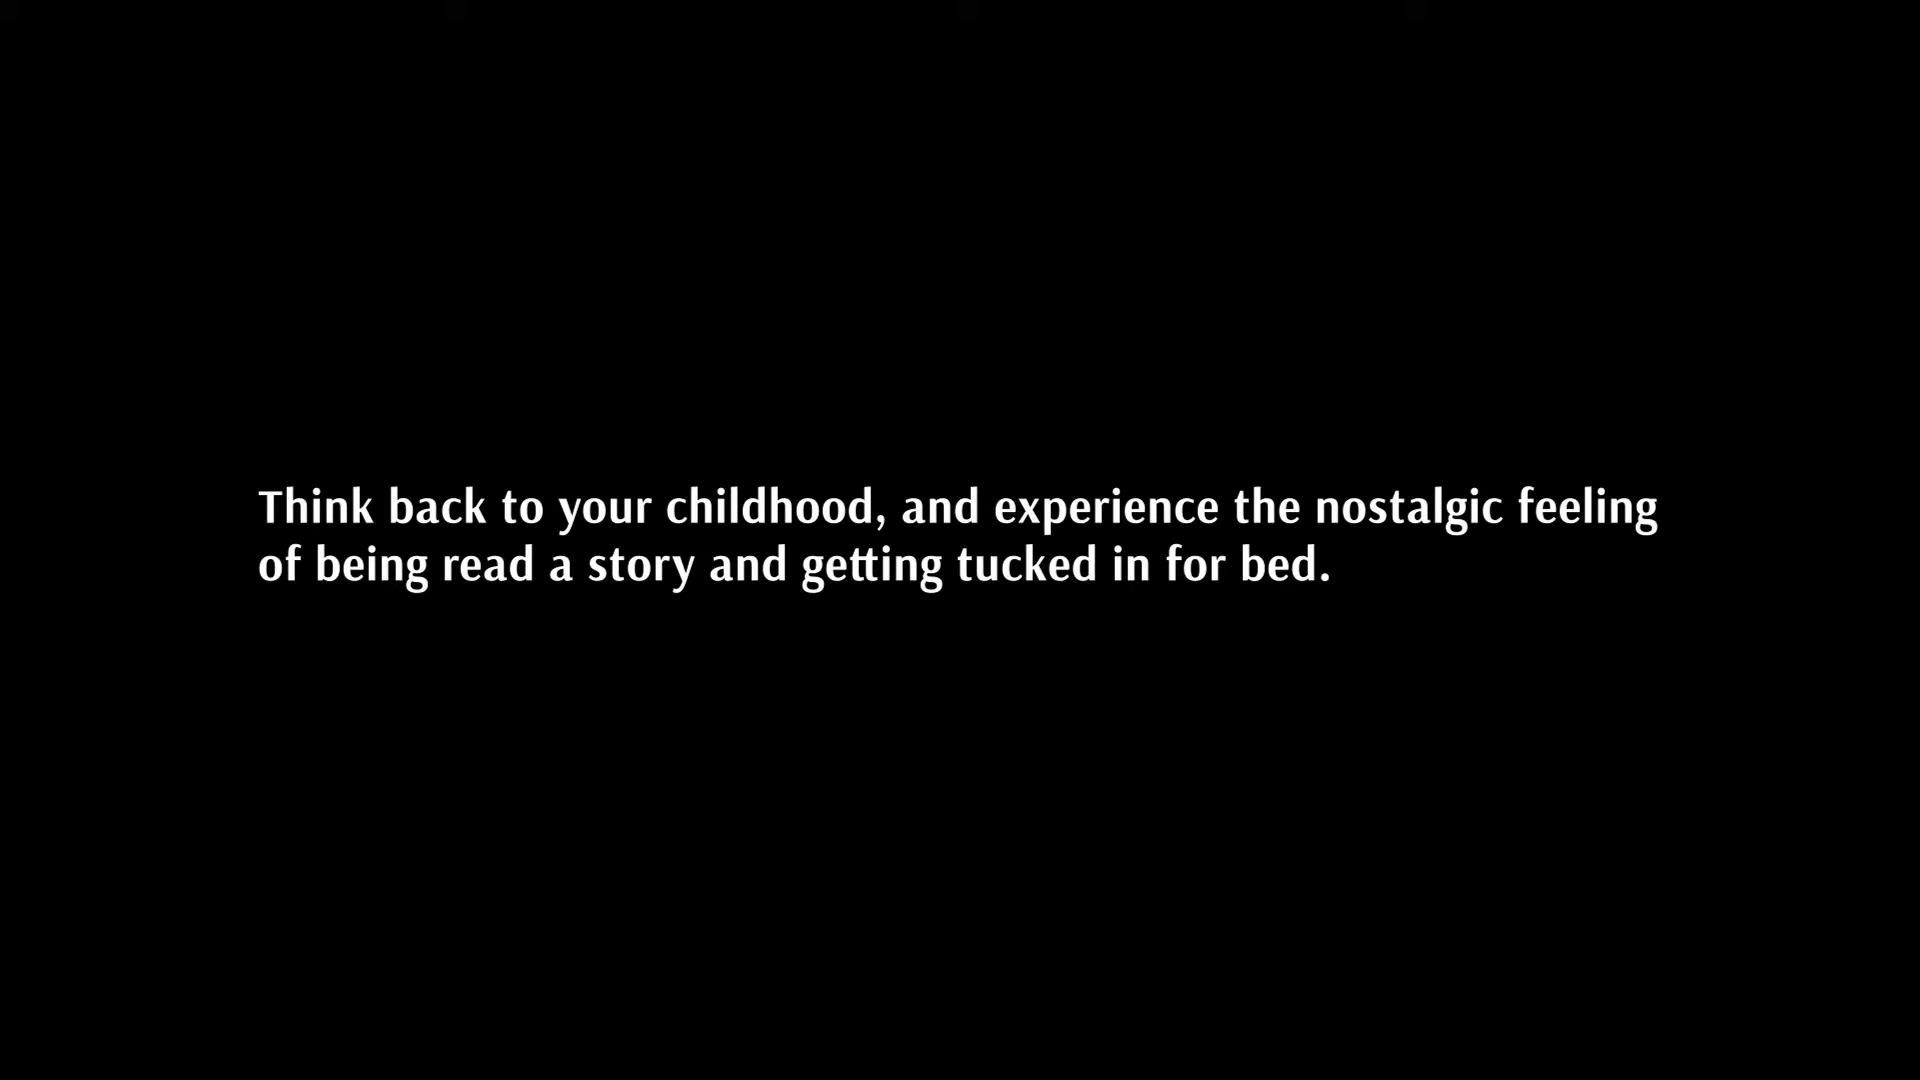 Think back to your childhood, and experience the nostalgic feeling
of being read a story and getting tucked in for bed.